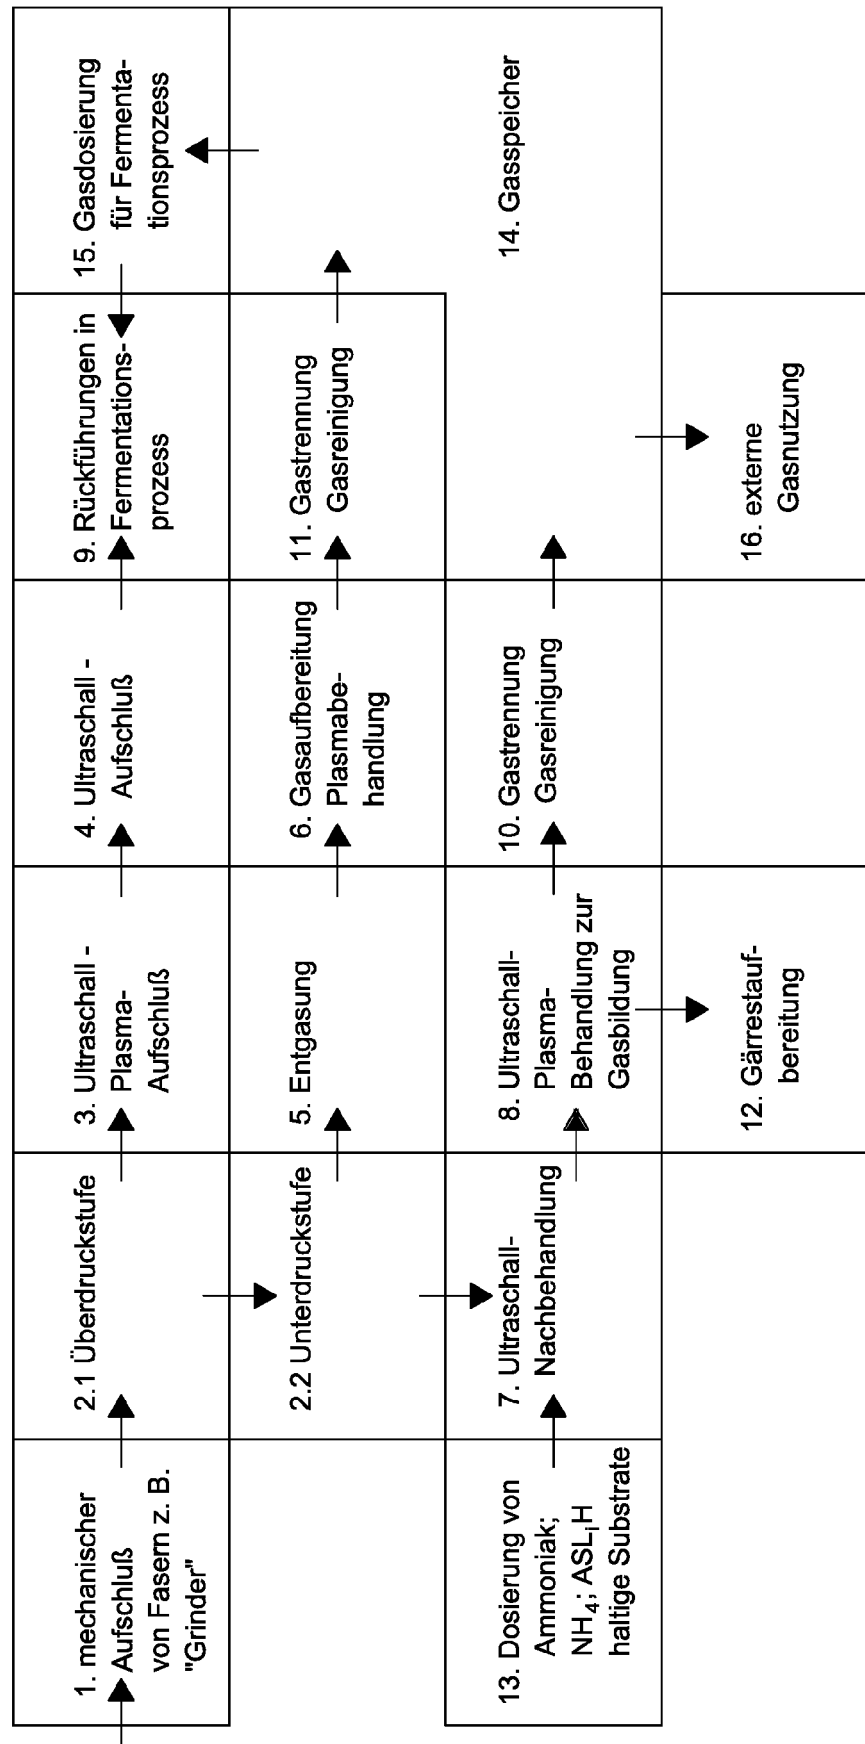 1. mechanischer
Aufschluß
von Fasern z. B.
"Grinder"
2.1 Überdruckstufe
3. Ultraschall -
Plasma-
Aufschluß
4. Ultraschall -
Aufschluß
9. Rückführungen in
Fermentations-
prozess
15. Gasdosierung
für Fermenta-
tionsprozess
2.2 Unterdruckstufe
5. Entgasung
6. Gasaufbereitung
Plasmabe-
handlung
11. Gastrennung
Gasreinigung
14. Gasspeicher
13. Dosierung von
Ammoniak;
NH₄; ASL¡H
haltige Substrate
7. Ultraschall-
Nachbehandlung
8. Ultraschall-
Plasma-
Behandlung zur
Gasbildung
10. Gastrennung
Gasreinigung
12. Gärrestauf-
bereitung
16. externe
Gasnutzung